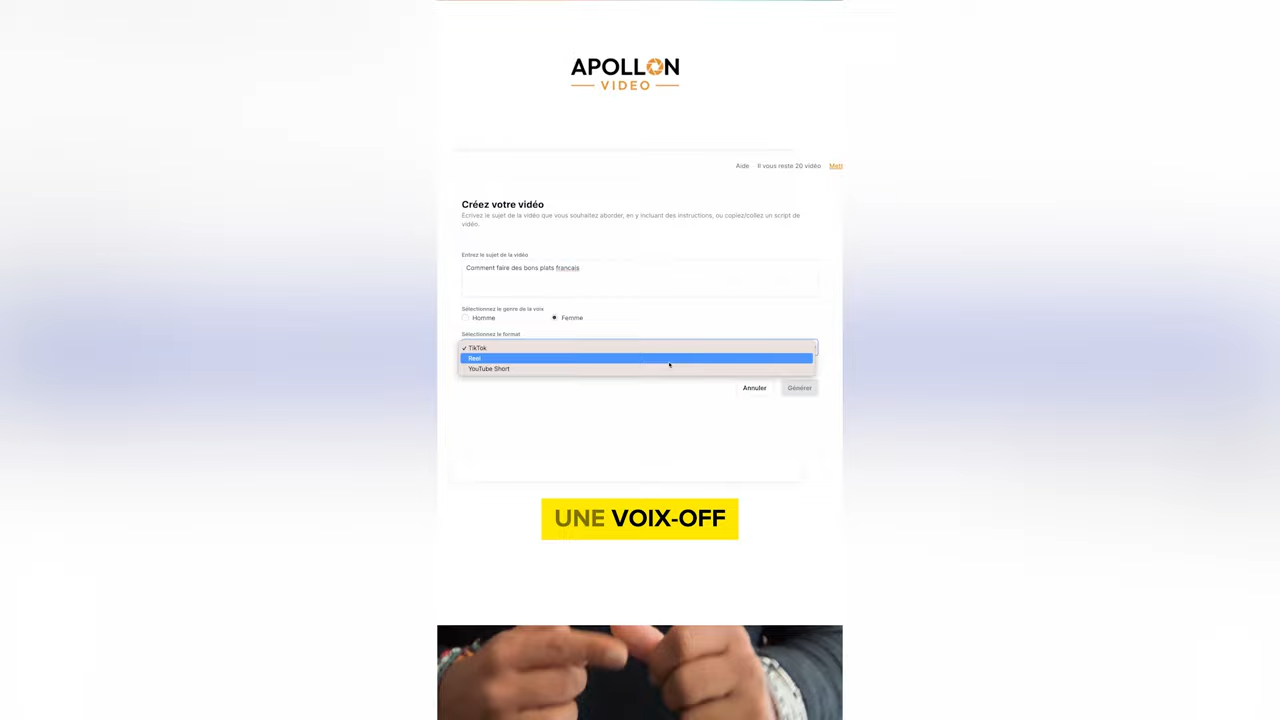 APOLLON
VIDEO
Aide Il vous reste 20 vidéo Mett
Créez votre vidéo
Écrivez le sujet de la vidéo que vous souhaitez aborder, en y incluant des instructions, ou copiez/collez un script de
vidéo.
Entrez le sujet de la vidéo
Comment faire des bons plats francais
Sélectionnez le genre de la voix
Homme Femme
Sélectionnez le format
✓ TikTok
Reel
YouTube Short
Annuler Générer
UNE VOIX-OFF